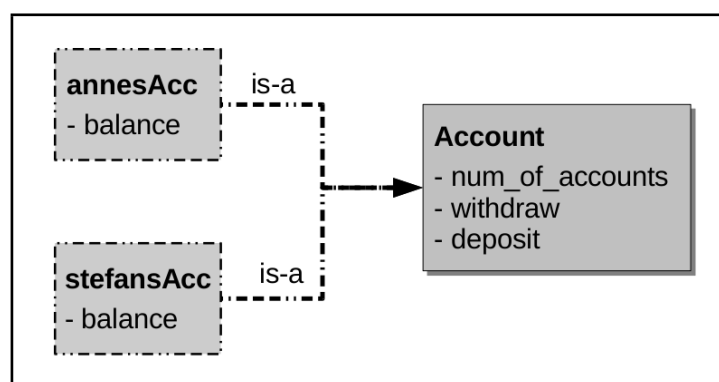 annesAcc
- balance
is-a
Account
- num_of_accounts
- withdraw
- deposit
stefansAcc
- balance
is-a